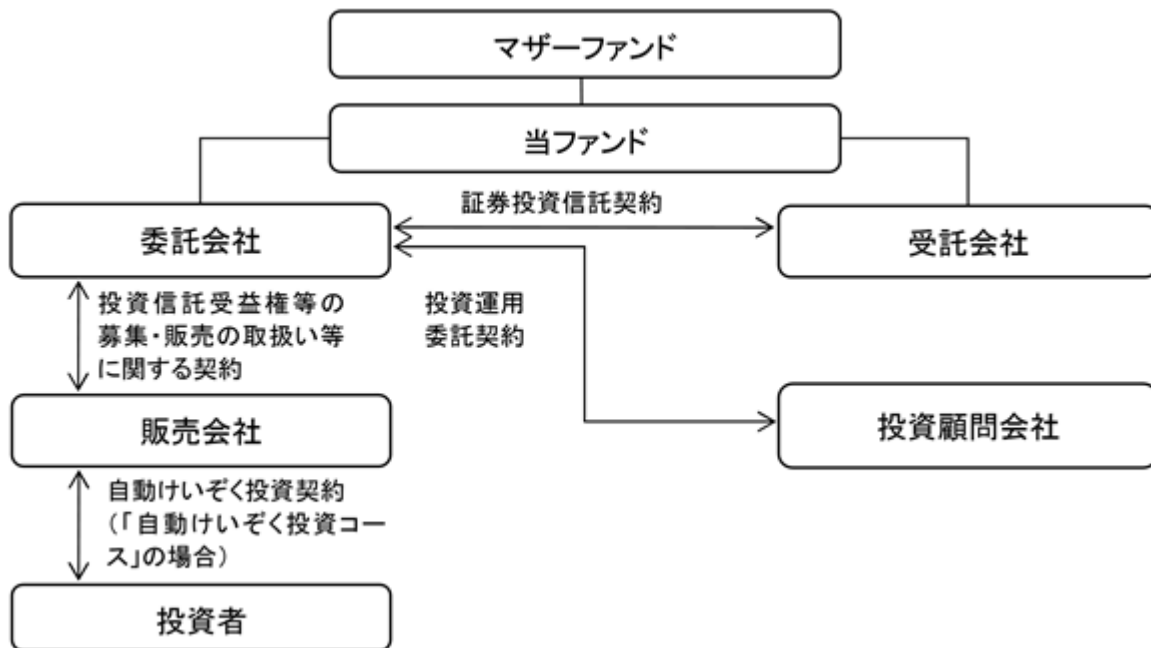 マザーファンド
当ファンド
証券投資信託契約
委託会社
受託会社
投資信託受益権等の
募集・販売の取扱い等
に関する契約
投資運用
委託契約
販売会社
投資顧問会社
自動けいぞく投資契約
(「自動けいぞく投資コー
ス」の場合)
投資者